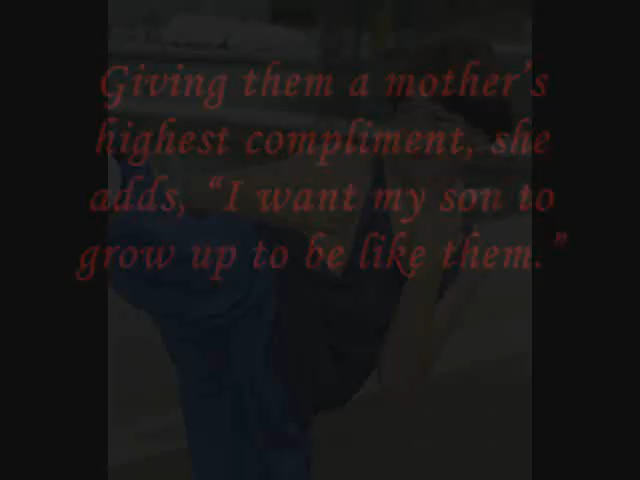 Giving them a mother's
highest compliment, she
adds, “I want my son to
grow up to be like them.”